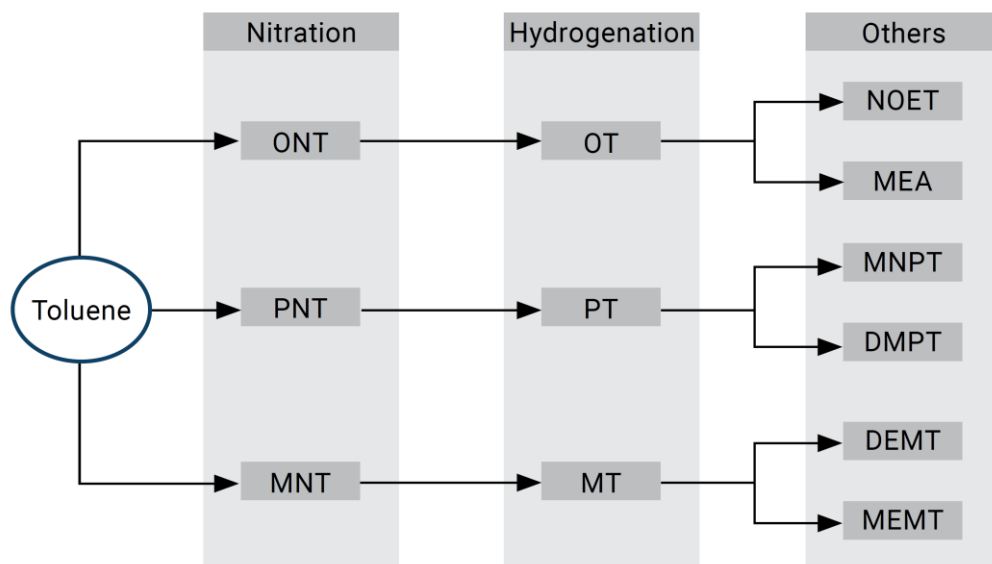 Nitration
Hydrogenation
Others
NOET
ONT
OT
MEA
MNPT
Toluene
PNT
PT
DMPT
DEMT
MNT
MT
MEMT